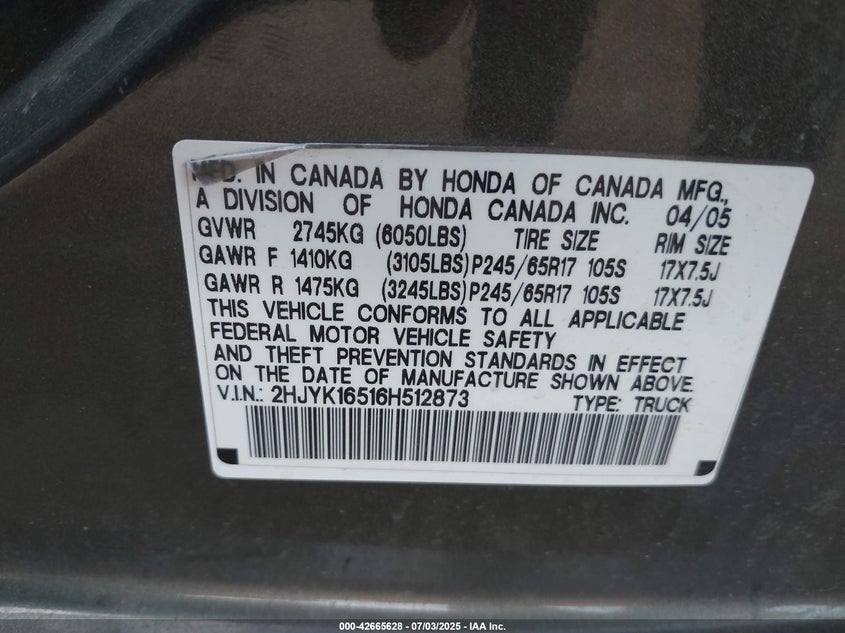 MFD. IN CANADA BY HONDA OF CANADA MFG.,
A DIVISION OF HONDA CANADA INC. 04/05
GVWR 2745KG (6050LBS) TIRE SIZE RIM SIZE
GAWR F 1410KG (3105LBS) P245/65R17 105S 17X7.5J
GAWR R 1475KG (3245LBS) P245/65R17 105S 17X7.5J
THIS VEHICLE CONFORMS TO ALL APPLICABLE
FEDERAL MOTOR VEHICLE SAFETY
AND THEFT PREVENTION STANDARDS IN EFFECT
ON THE DATE OF MANUFACTURE SHOWN ABOVE
V.I.N.: 2HJYK16516H512873 TYPE: TRUCK
000-42665628 - 07/03/2025 - IAA Inc.